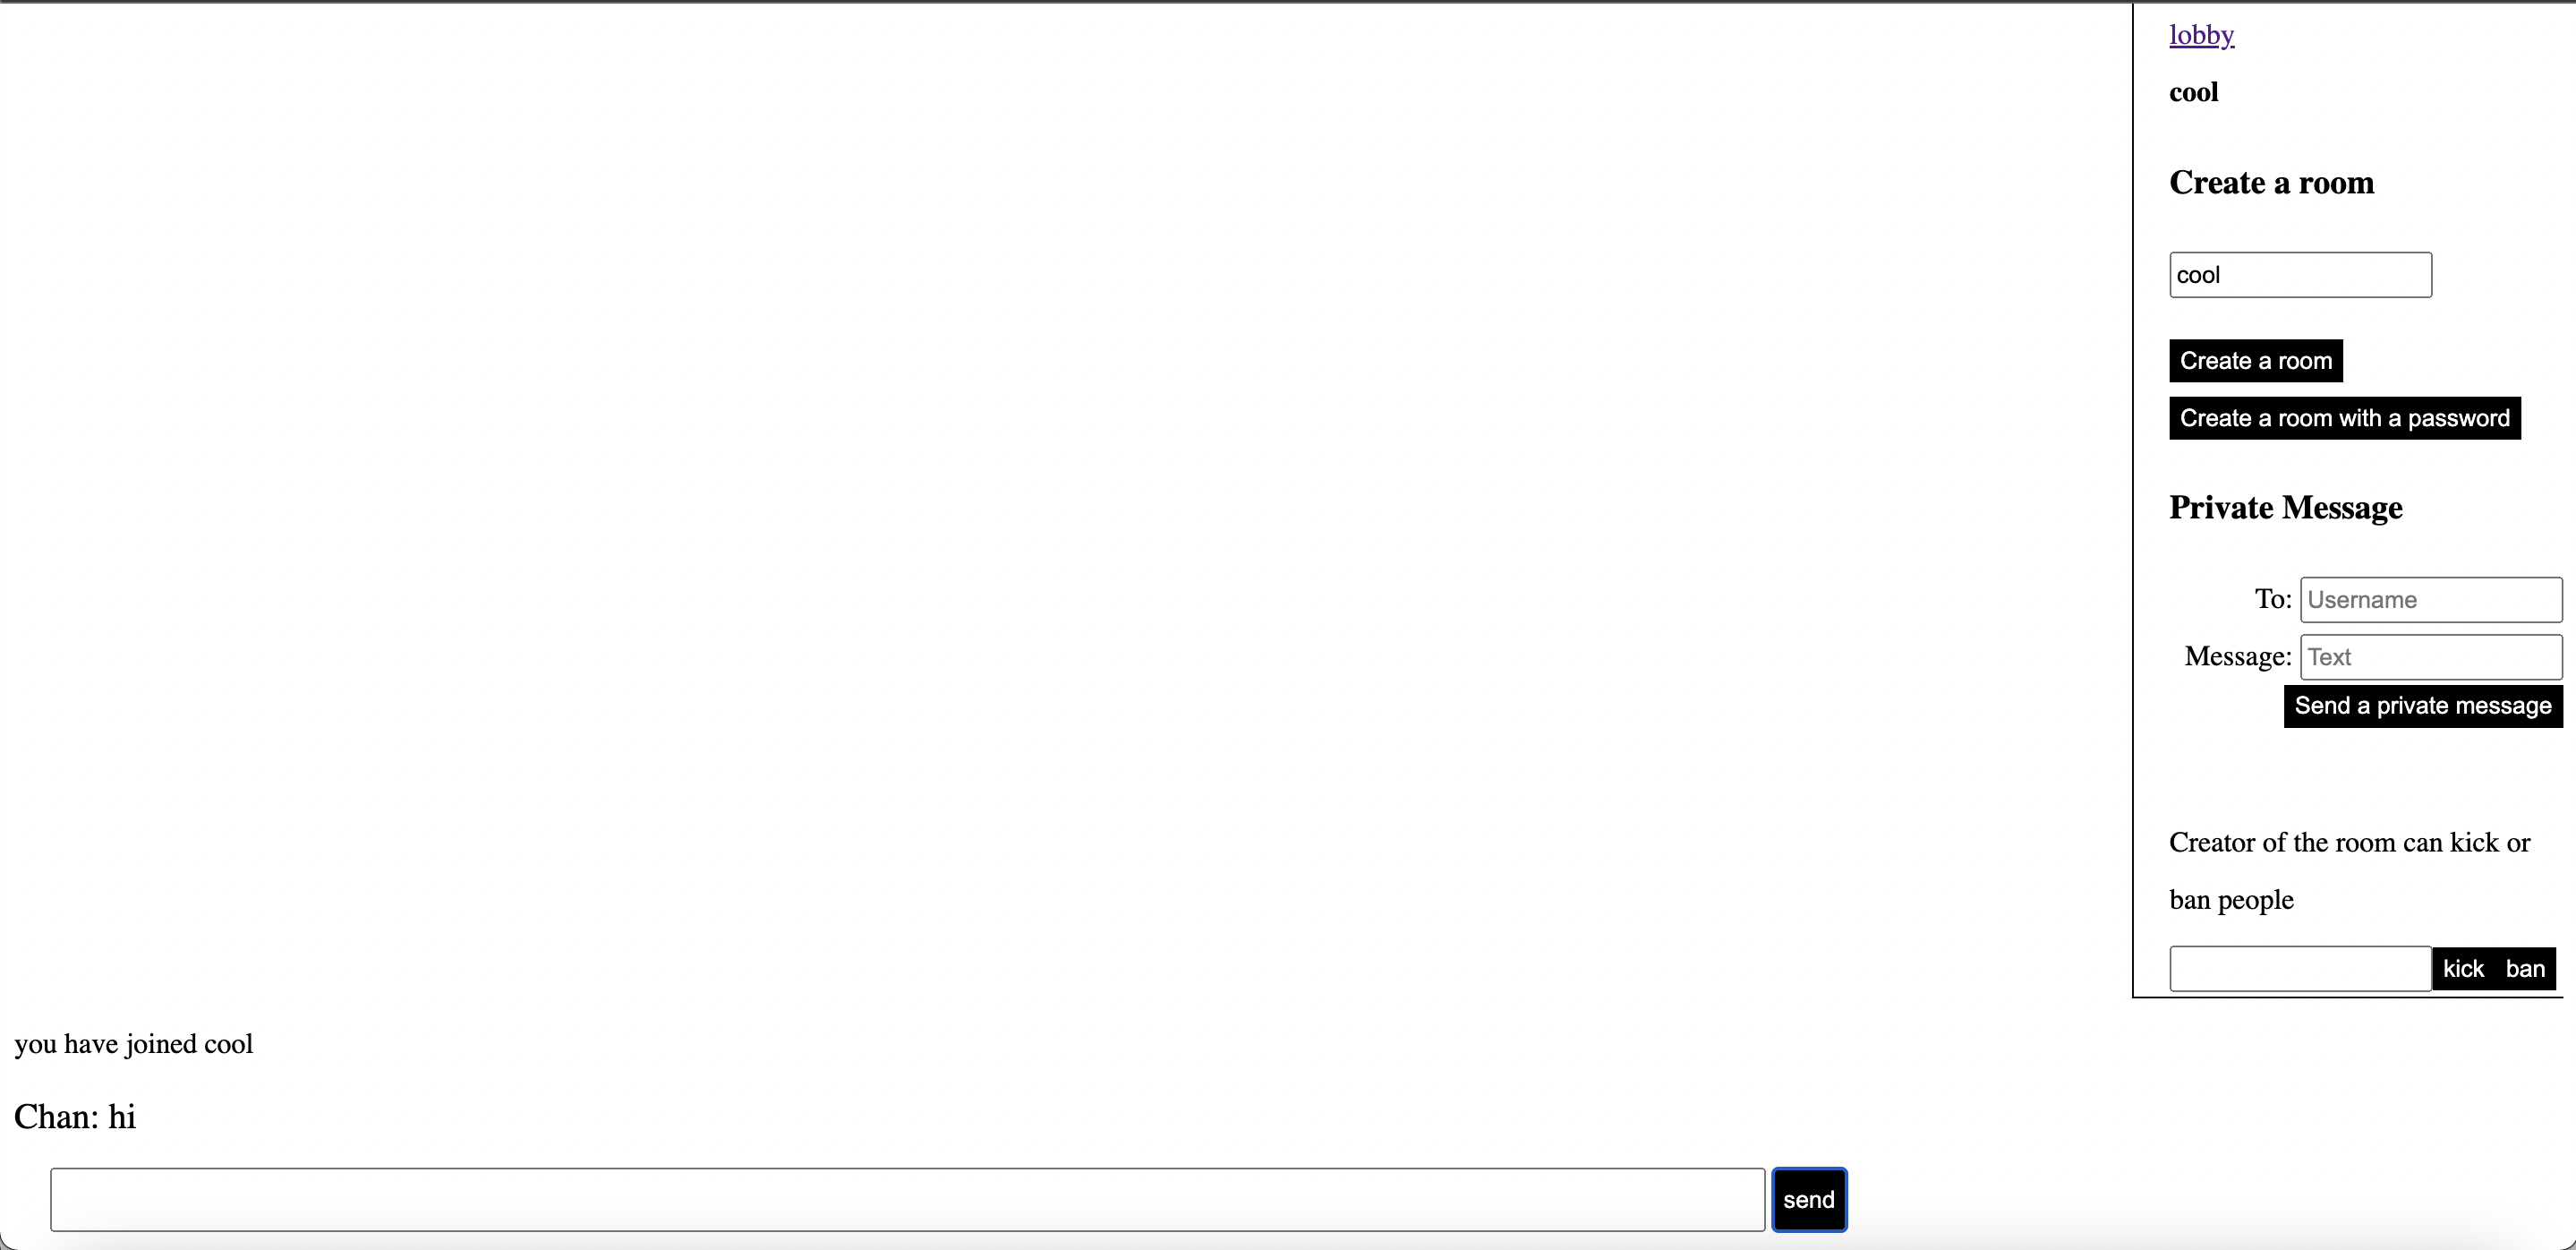 lobby
cool
Create a room
cool
Create a room
Create a room with a password
Private Message
To: Username
Message: Text
Send a private message
Creator of the room can kick or
ban people
kick ban
you have joined cool
Chan: hi
send